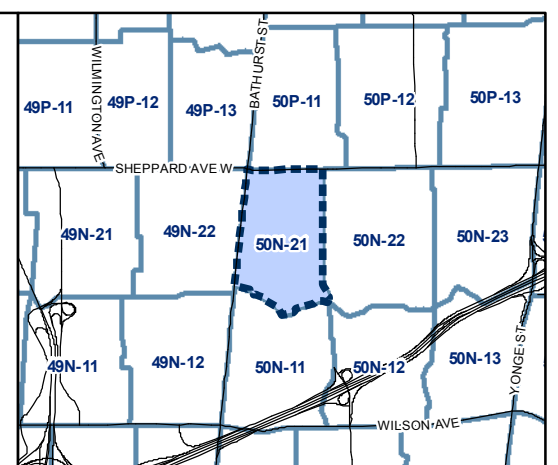 WILMINGTON AVE
BATHURST ST
49P-11
49P-12
49P-13
50P-11
50P-12
50P-13
SHEPPARD AVE W
49N-21
49N-22
50N-21
50N-22
50N-23
49N-11
49N-12
50N-11
50N-12
50N-13
YONGE ST
WILSON AVE